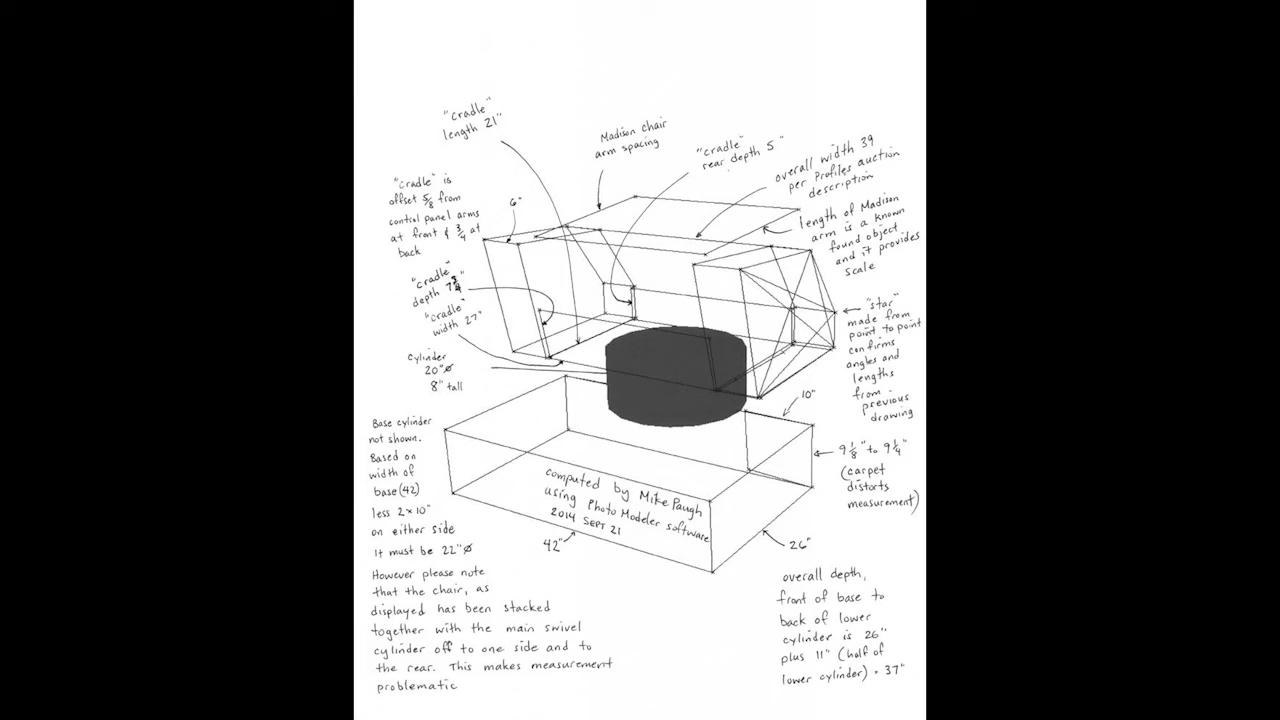 "cradle"
length 21"
Madison chair
arm spacing
"cradle"
rear depth 5"
overall width 39
per Profiles auction
description
"cradle" is
offset 5/8 from
control panel arms
at front & 3/4 at
back
6"
length of Madison
arm is a known
found object
and it provides
scale
"cradle"
depth 7 3/4"
"cradle"
width 27"
cylinder
20"ø
8" tall
"star"
made from
point to point
confirms
angles and
lengths
from
previous
drawing
10"
9 1/8" to 9 1/4"
(carpet
distorts
measurement)
Base cylinder
not shown.
Based on
width of
base (42)
less 2x10"
on either side
it must be 22"ø
However please note
that the chair, as
displayed has been stacked
together with the main swivel
cylinder off to one side and to
the rear. This makes measurement
problematic
computed by Mike Paugh
using PhotoModeler software
2014 SEPT 21
42"
26"
overall depth,
front of base to
back of lower
cylinder is 26"
plus 11" (half of
lower cylinder) = 37"